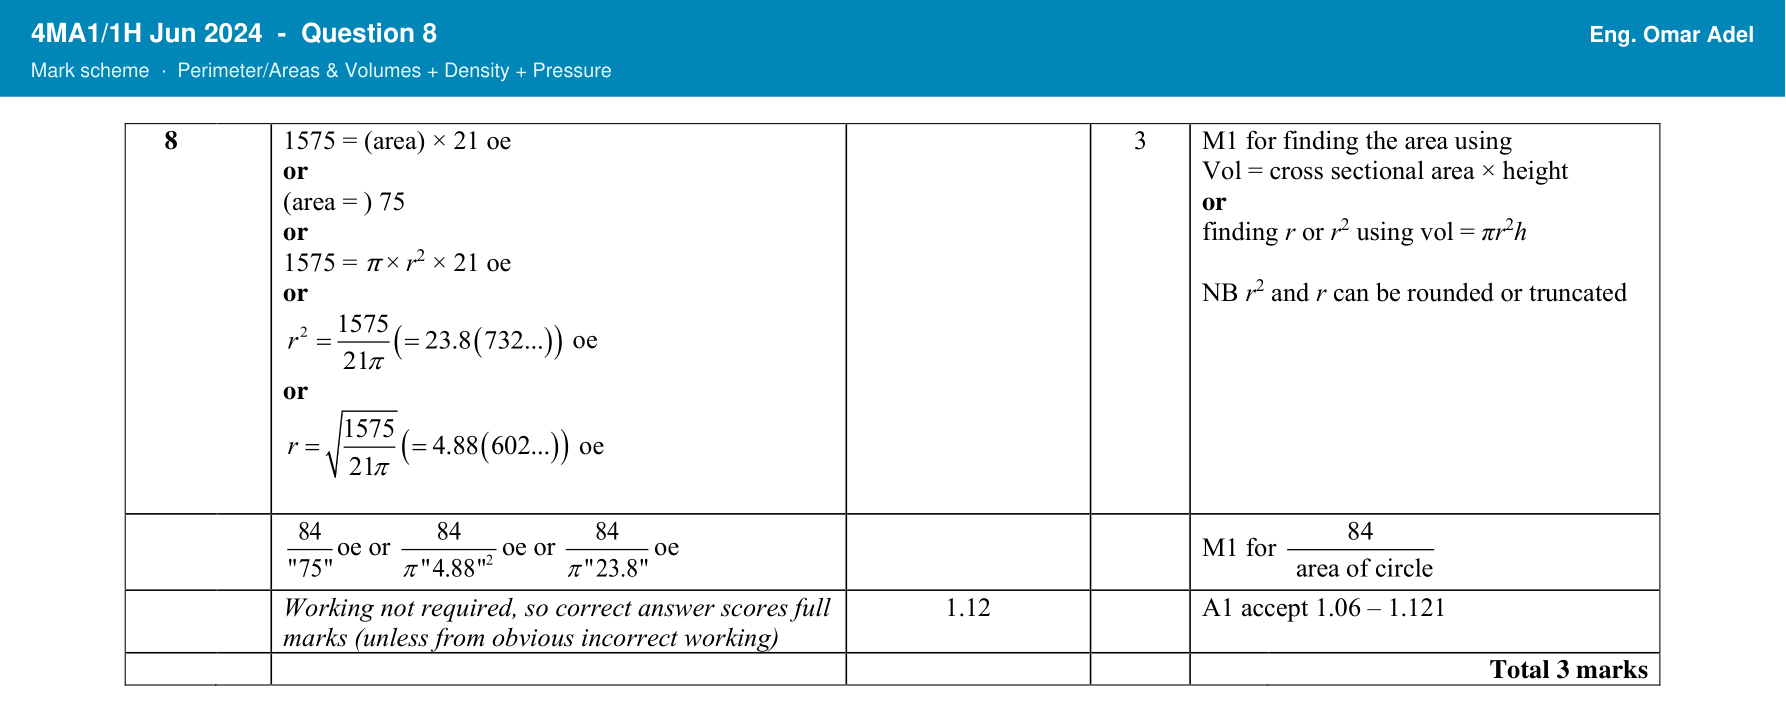 4MA1/1H Jun 2024 - Question 8
Eng. Omar Adel
Mark scheme · Perimeter/Areas & Volumes + Density + Pressure
8
1575 = (area) × 21 oe
or
(area = ) 75
or
1575 = π × r² × 21 oe
or
r² = 1575/21π (= 23.8(732...)) oe
or
r = √(1575/21π) (= 4.88(602...)) oe
3
M1 for finding the area using
Vol = cross sectional area × height
or
finding r or r² using vol = πr²h
NB r² and r can be rounded or truncated
84/"75" oe or 84/π"4.88"² oe or 84/π"23.8" oe
M1 for 84/area of circle
Working not required, so correct answer scores full
marks (unless from obvious incorrect working)
1.12
A1 accept 1.06 – 1.121
Total 3 marks